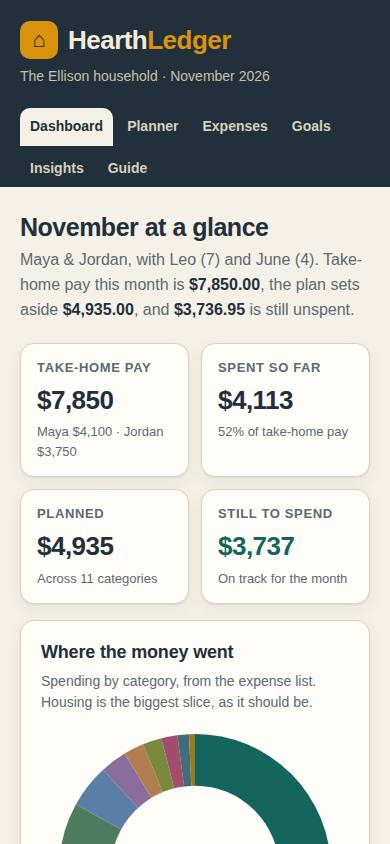 HearthLedger
The Ellison household · November 2026
Dashboard Planner Expenses Goals
Insights Guide
November at a glance
Maya & Jordan, with Leo (7) and June (4). Take-
home pay this month is $7,850.00, the plan sets
aside $4,935.00, and $3,736.95 is still unspent.
TAKE-HOME PAY
$7,850
Maya $4,100 · Jordan
$3,750
SPENT SO FAR
$4,113
52% of take-home pay
PLANNED
$4,935
Across 11 categories
STILL TO SPEND
$3,737
On track for the month
Where the money went
Spending by category, from the expense list.
Housing is the biggest slice, as it should be.